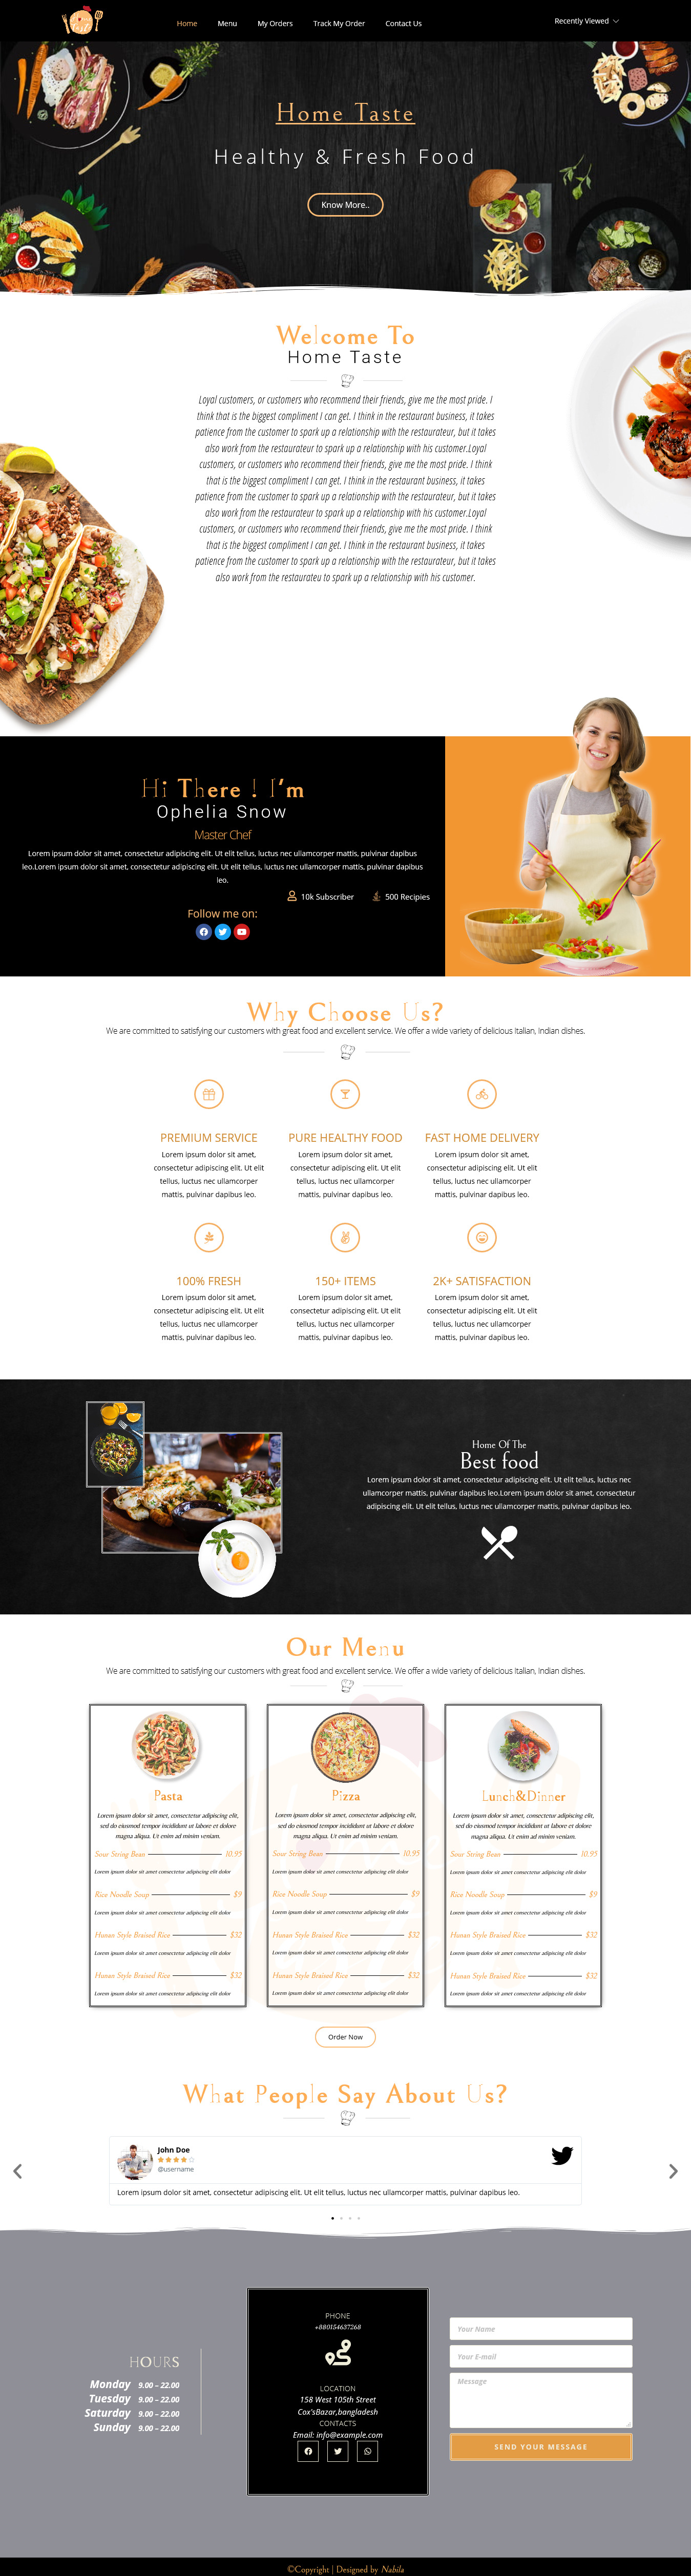 Home Menu My Orders Track My Order Contact Us Recently Viewed
Home Taste
Healthy & Fresh Food
Know More..
Welcome To
Home Taste
Loyal customers, or customers who recommend their friends, give me the most pride. I
think that is the biggest compliment I can get. I think in the restaurant business, it takes
patience from the customer to spark up a relationship with the restaurateur, but it takes
also work from the restaurateur to spark up a relationship with his customer.Loyal
customers, or customers who recommend their friends, give me the most pride. I think
that is the biggest compliment I can get. I think in the restaurant business, it takes
patience from the customer to spark up a relationship with the restaurateur, but it takes
also work from the restaurateur to spark up a relationship with his customer.Loyal
customers, or customers who recommend their friends, give me the most pride. I think
that is the biggest compliment I can get. I think in the restaurant business, it takes
patience from the customer to spark up a relationship with the restaurateur, but it takes
also work from the restaurateu to spark up a relationship with his customer.
Hi There ! I'm
Ophelia Snow
Master Chef
Lorem ipsum dolor sit amet, consectetur adipiscing elit. Ut elit tellus, luctus nec ullamcorper mattis, pulvinar dapibus
leo.Lorem ipsum dolor sit amet, consectetur adipiscing elit. Ut elit tellus, luctus nec ullamcorper mattis, pulvinar dapibus
leo.
10k Subscriber 500 Recipies
Follow me on:
Why Choose Us?
We are committed to satisfying our customers with great food and excellent service. We offer a wide variety of delicious Italian, Indian dishes.
PREMIUM SERVICE
Lorem ipsum dolor sit amet,
consectetur adipiscing elit. Ut elit
tellus, luctus nec ullamcorper
mattis, pulvinar dapibus leo.
PURE HEALTHY FOOD
Lorem ipsum dolor sit amet,
consectetur adipiscing elit. Ut elit
tellus, luctus nec ullamcorper
mattis, pulvinar dapibus leo.
FAST HOME DELIVERY
Lorem ipsum dolor sit amet,
consectetur adipiscing elit. Ut elit
tellus, luctus nec ullamcorper
mattis, pulvinar dapibus leo.
100% FRESH
Lorem ipsum dolor sit amet,
consectetur adipiscing elit. Ut elit
tellus, luctus nec ullamcorper
mattis, pulvinar dapibus leo.
150+ ITEMS
Lorem ipsum dolor sit amet,
consectetur adipiscing elit. Ut elit
tellus, luctus nec ullamcorper
mattis, pulvinar dapibus leo.
2K+ SATISFACTION
Lorem ipsum dolor sit amet,
consectetur adipiscing elit. Ut elit
tellus, luctus nec ullamcorper
mattis, pulvinar dapibus leo.
Home Of The
Best food
Lorem ipsum dolor sit amet, consectetur adipiscing elit. Ut elit tellus, luctus nec
ullamcorper mattis, pulvinar dapibus leo.Lorem ipsum dolor sit amet, consectetur
adipiscing elit. Ut elit tellus, luctus nec ullamcorper mattis, pulvinar dapibus leo.
Our Menu
We are committed to satisfying our customers with great food and excellent service. We offer a wide variety of delicious Italian, Indian dishes.
Pasta
Lorem ipsum dolor sit amet, consectetur adipiscing elit,
sed do eiusmod tempor incididunt ut labore et dolore
magna aliqua. Ut enim ad minim veniam.
Sour String Bean 10.95
Lorem ipsum dolor sit amet consectetur adipiscing elit dolor
Rice Noodle Soup $9
Lorem ipsum dolor sit amet consectetur adipiscing elit dolor
Hunan Style Braised Rice $32
Lorem ipsum dolor sit amet consectetur adipiscing elit dolor
Hunan Style Braised Rice $32
Lorem ipsum dolor sit amet consectetur adipiscing elit dolor
Pizza
Lorem ipsum dolor sit amet, consectetur adipiscing elit,
sed do eiusmod tempor incididunt ut labore et dolore
magna aliqua. Ut enim ad minim veniam.
Sour String Bean 10.95
Lorem ipsum dolor sit amet consectetur adipiscing elit dolor
Rice Noodle Soup $9
Lorem ipsum dolor sit amet consectetur adipiscing elit dolor
Hunan Style Braised Rice $32
Lorem ipsum dolor sit amet consectetur adipiscing elit dolor
Hunan Style Braised Rice $32
Lorem ipsum dolor sit amet consectetur adipiscing elit dolor
Lunch&Dinner
Lorem ipsum dolor sit amet, consectetur adipiscing elit,
sed do eiusmod tempor incididunt ut labore et dolore
magna aliqua. Ut enim ad minim veniam.
Sour String Bean 10.95
Lorem ipsum dolor sit amet consectetur adipiscing elit dolor
Rice Noodle Soup $9
Lorem ipsum dolor sit amet consectetur adipiscing elit dolor
Hunan Style Braised Rice $32
Lorem ipsum dolor sit amet consectetur adipiscing elit dolor
Hunan Style Braised Rice $32
Lorem ipsum dolor sit amet consectetur adipiscing elit dolor
Order Now
What People Say About Us?
John Doe
@username
Lorem ipsum dolor sit amet, consectetur adipiscing elit. Ut elit tellus, luctus nec ullamcorper mattis, pulvinar dapibus leo.
HOURS
Monday 9.00 – 22.00
Tuesday 9.00 – 22.00
Saturday 9.00 – 22.00
Sunday 9.00 – 22.00
PHONE
+880154637268
LOCATION
158 West 105th Street
Cox'sBazar,bangladesh
CONTACTS
Email: info@example.com
Your Name
Your E-mail
Message
SEND YOUR MESSAGE
©Copyright | Designed by Nabila